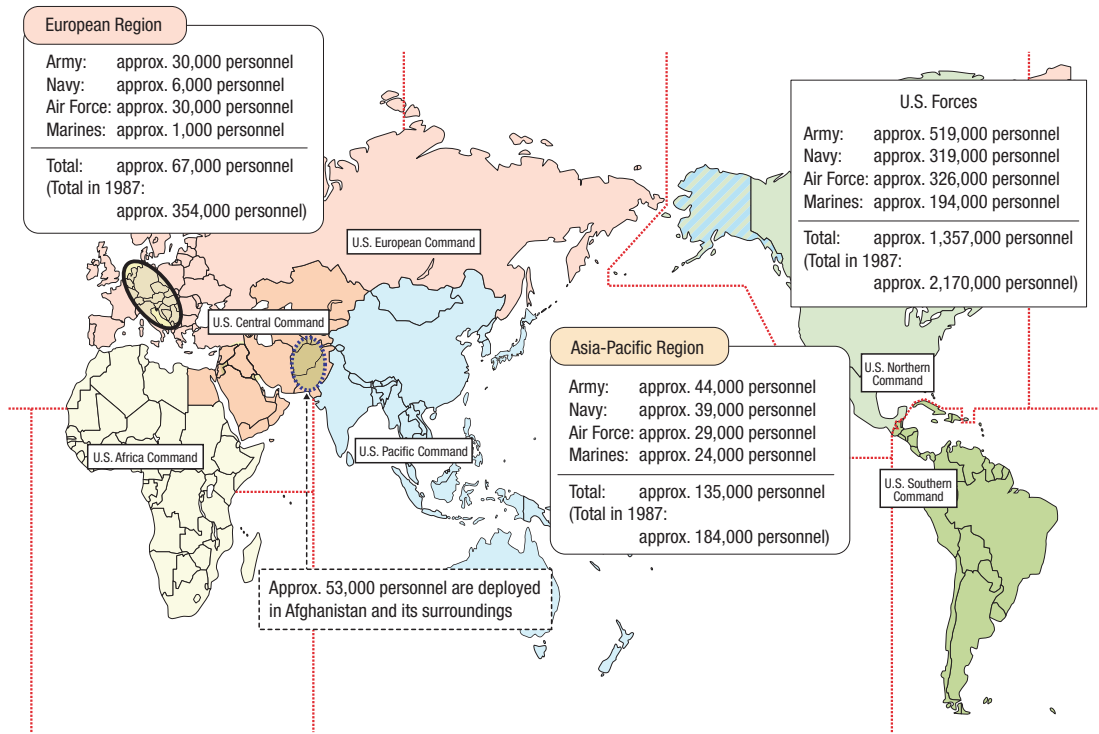 European Region
Army: approx. 30,000 personnel
Navy: approx. 6,000 personnel
Air Force: approx. 30,000 personnel
Marines: approx. 1,000 personnel
Total: approx. 67,000 personnel
(Total in 1987:
approx. 354,000 personnel)
U.S. Forces
Army: approx. 519,000 personnel
Navy: approx. 319,000 personnel
Air Force: approx. 326,000 personnel
Marines: approx. 194,000 personnel
Total: approx. 1,357,000 personnel
(Total in 1987:
approx. 2,170,000 personnel)
U.S. European Command
U.S. Central Command
Asia-Pacific Region
Army: approx. 44,000 personnel
Navy: approx. 39,000 personnel
Air Force: approx. 29,000 personnel
Marines: approx. 24,000 personnel
Total: approx. 135,000 personnel
(Total in 1987:
approx. 184,000 personnel)
U.S. Northern
Command
U.S. Africa Command
U.S. Pacific Command
U.S. Southern
Command
Approx. 53,000 personnel are deployed
in Afghanistan and its surroundings